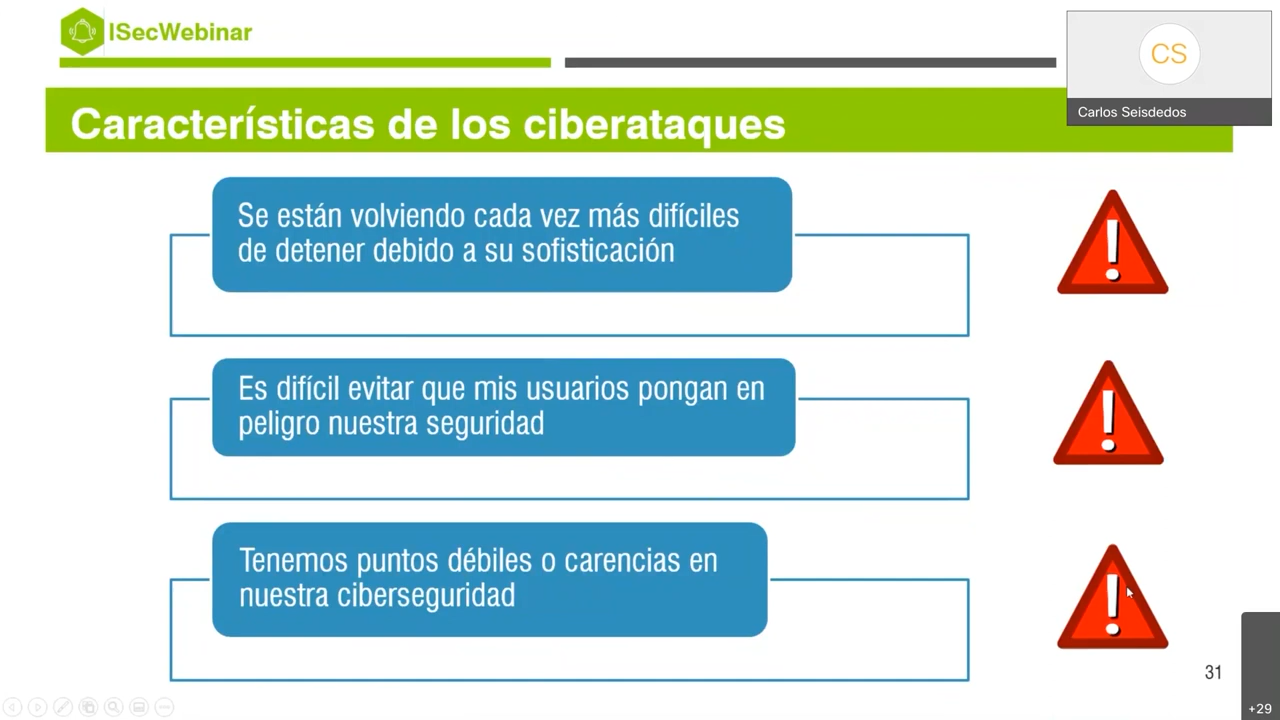 ISecWebinar
CS
Carlos Seisdedos
Características de los ciberataques
Se están volviendo cada vez más difíciles
de detener debido a su sofisticación
Es difícil evitar que mis usuarios pongan en
peligro nuestra seguridad
Tenemos puntos débiles o carencias en
nuestra ciberseguridad
31
+29